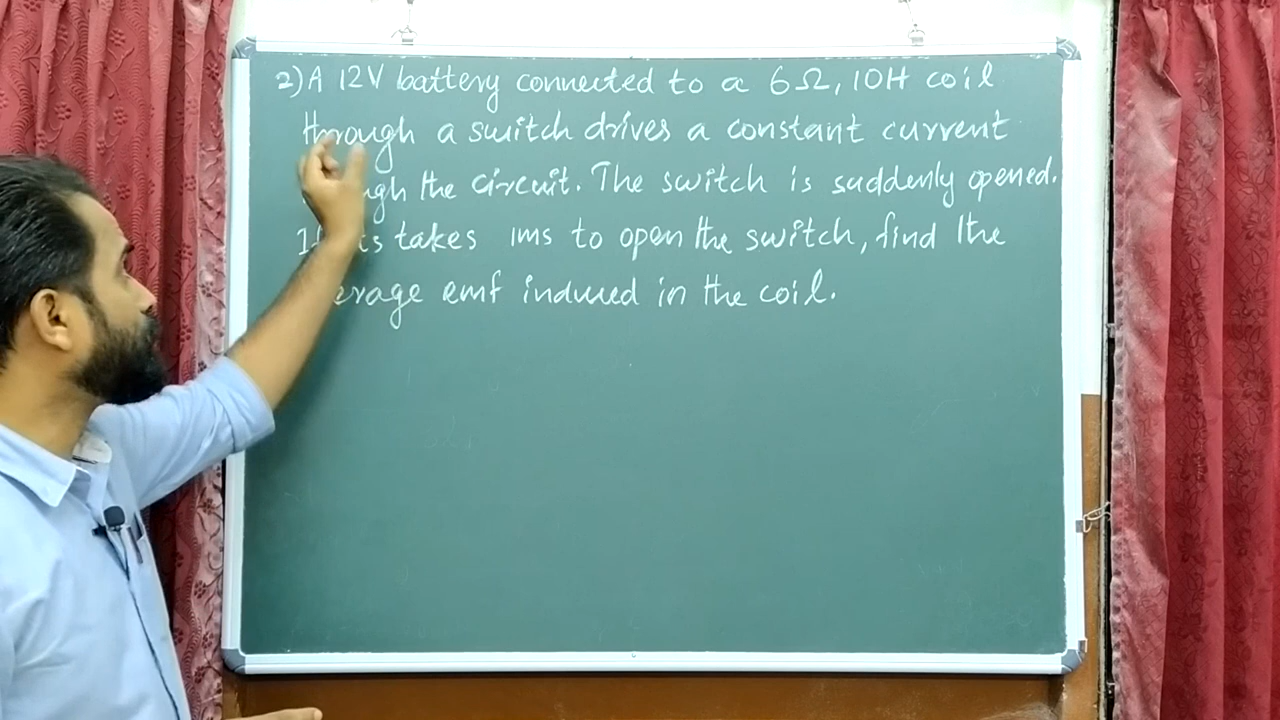 2) A 12V battery connected to a 6Ω, 10H coil
through a switch drives a constant current
the circuit. The switch is suddenly opened.
takes 1ms to open the switch, find the
emf induced in the coil.